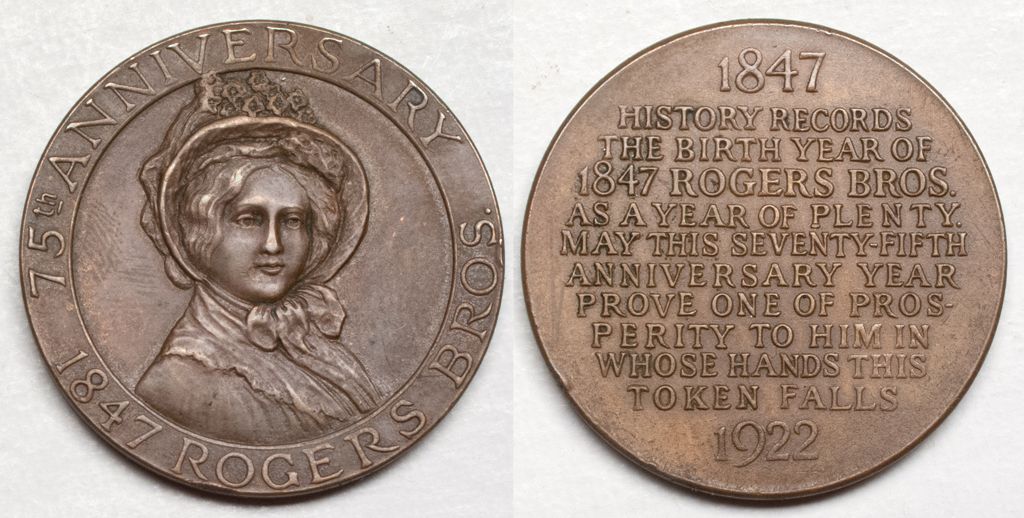 75th ANNIVERSARY
1847 ROGERS BROS.
1847
HISTORY RECORDS
THE BIRTH YEAR OF
1847 ROGERS BROS.
AS A YEAR OF PLENTY.
MAY THIS SEVENTY-FIFTH
ANNIVERSARY YEAR
PROVE ONE OF PROS-
PERITY TO HIM IN
WHOSE HANDS THIS
TOKEN FALLS
1922